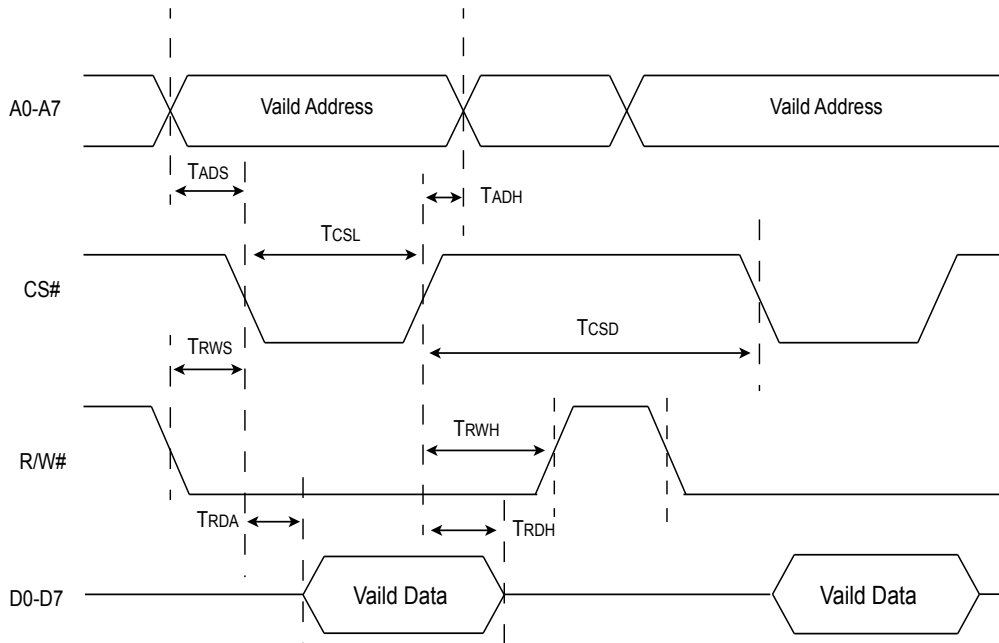 A0-A7
Vaild Address
Vaild Address
TADS
TADH
CS#
TCSL
TCSD
TRWS
R/W#
TRWH
TRDA
TRDH
D0-D7
Vaild Data
Vaild Data